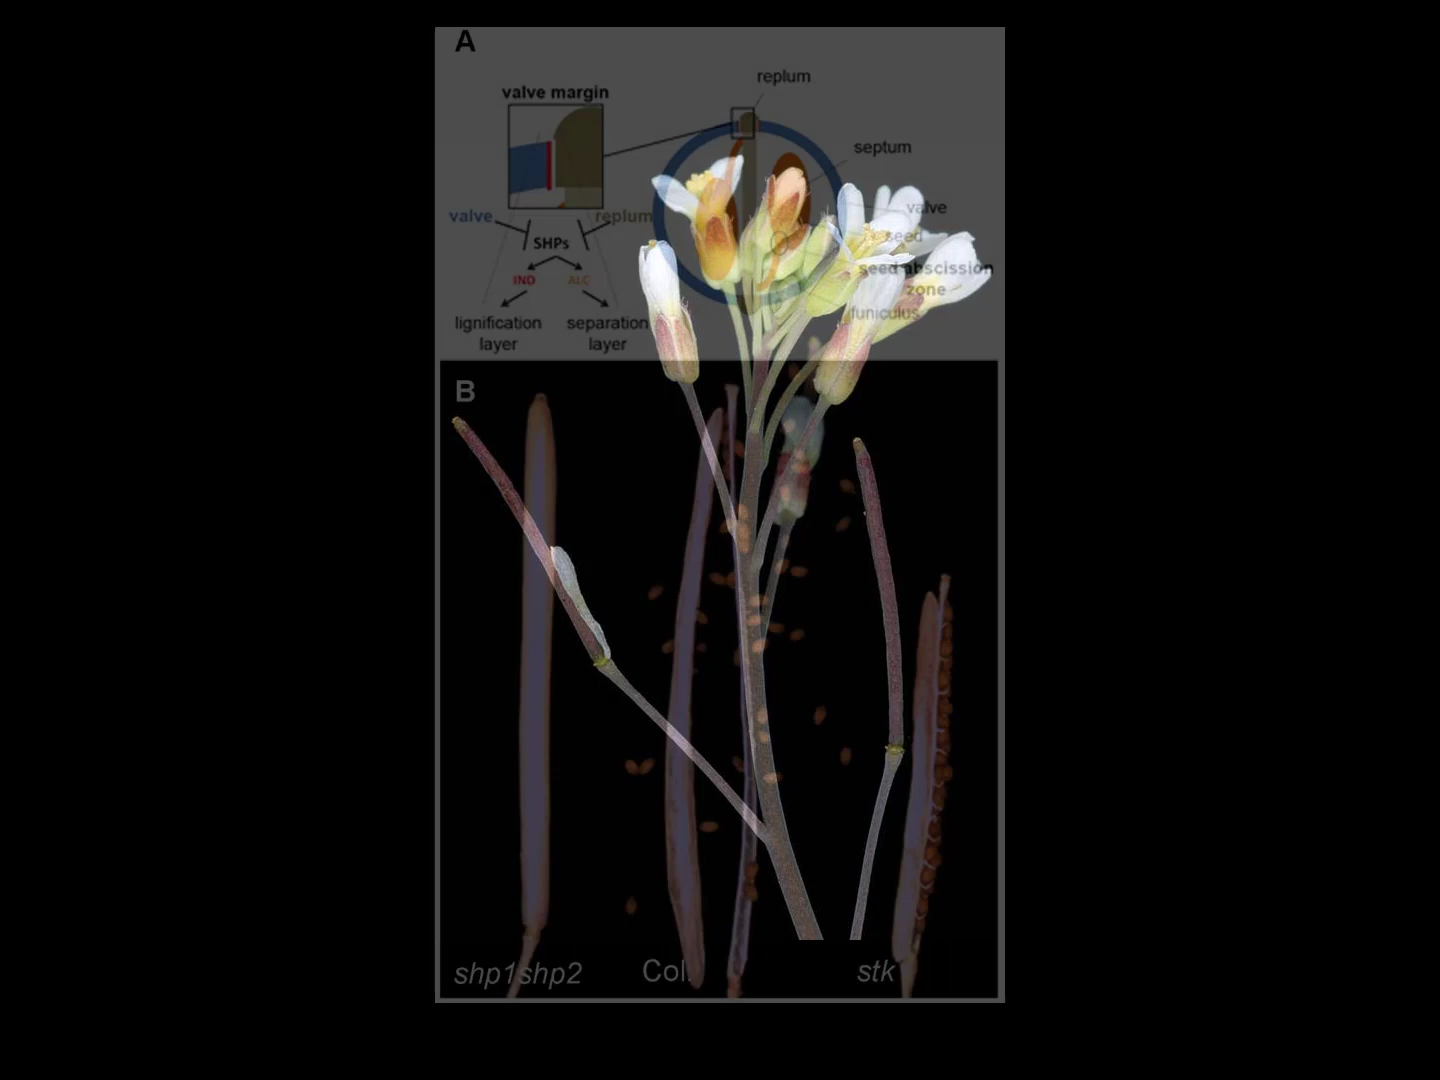 A
replum
valve margin
septum
valve
valve
replum
seed
SHPs
seed abscission
zone
IND
ALC
funiculus
lignification
layer
separation
layer
B
shp1shp2
Col.
stk